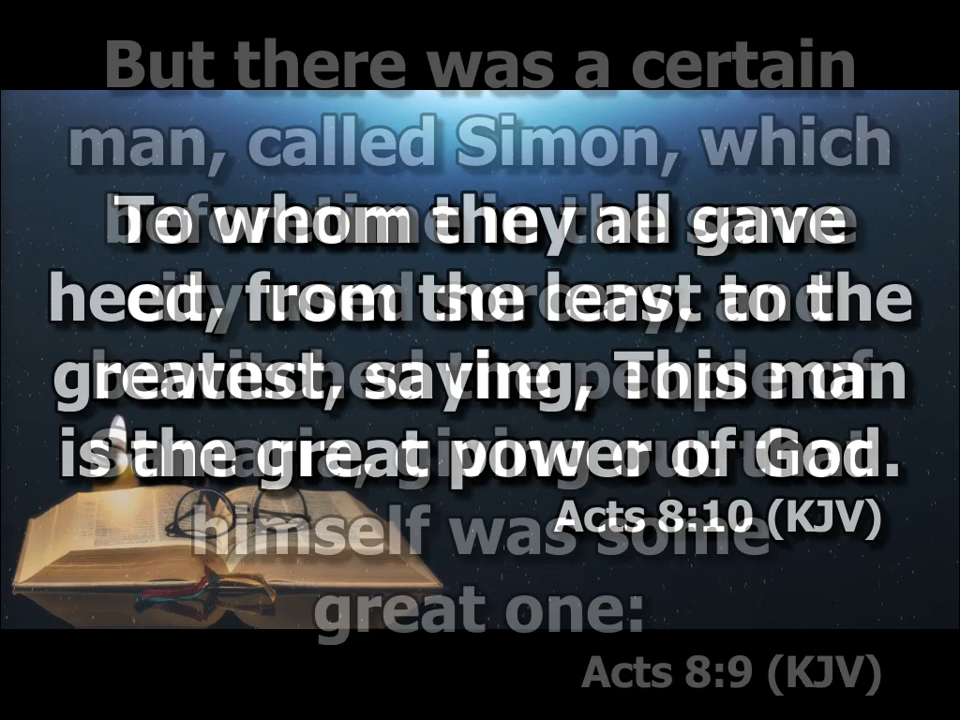 But there was a certain
man, called Simon, which
beforetime in the same
city used sorcery, and
bewitched the people of
Samaria, giving out that
himself was some
great one:
Acts 8:9 (KJV)
To whom they all gave
heed, from the least to the
greatest, saying, This man
is the great power of God.
Acts 8:10 (KJV)